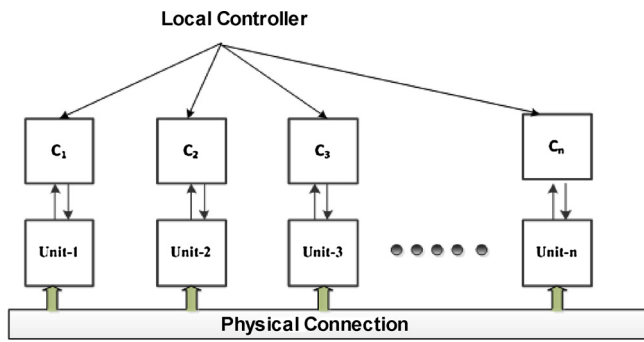 Local Controller
C₁
C₂
C₃
Cₙ
Unit-1
Unit-2
Unit-3
Unit-n
Physical Connection